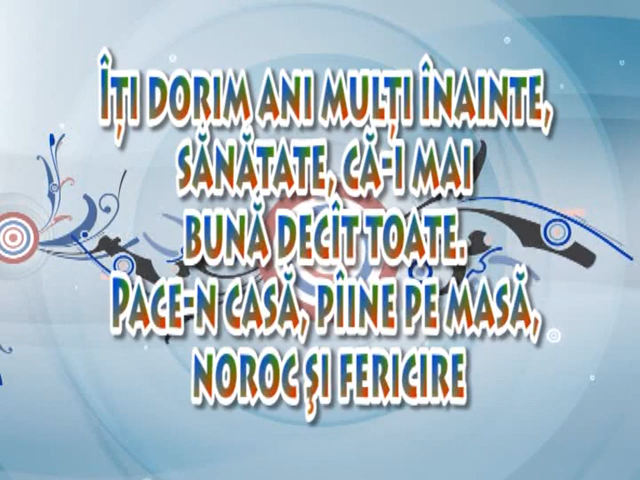 ÎȚI DORIM ANI MULȚI ÎNAINTE,
SĂNĂTATE, CĂ-I MAI
BUNĂ DECÎT TOATE.
PACE-N CASĂ, PÎINE PE MASĂ,
NOROC ȘI FERICIRE